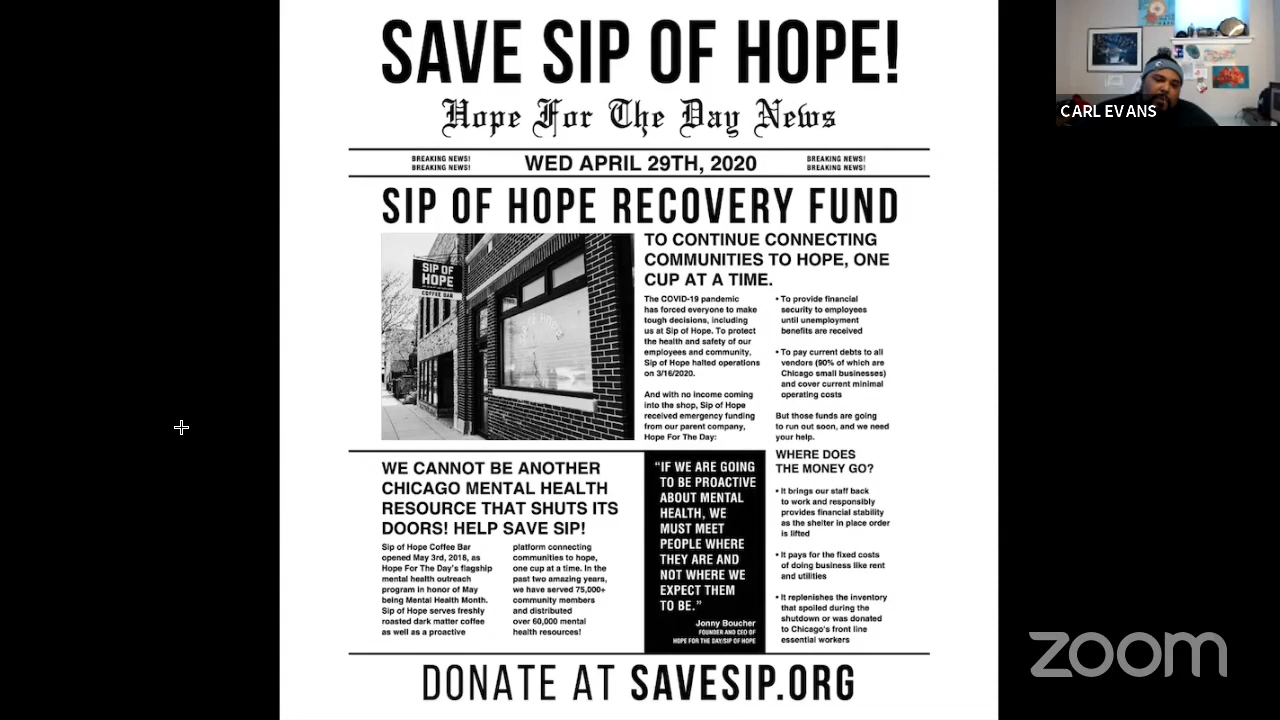 SAVE SIP OF HOPE!
Hope For The Day News
BREAKING NEWS!
BREAKING NEWS!
WED APRIL 29TH, 2020
BREAKING NEWS!
BREAKING NEWS!
SIP OF HOPE RECOVERY FUND
SIP OF
HOPE
COFFEE BAR
TO CONTINUE CONNECTING
COMMUNITIES TO HOPE, ONE
CUP AT A TIME.
The COVID-19 pandemic
has forced everyone to make
tough decisions, including
us at Sip of Hope. To protect
the health and safety of our
employees and community,
Sip of Hope halted operations
on 3/16/2020.
And with no income coming
into the shop, Sip of Hope
received emergency funding
from our parent company,
Hope For The Day:
• To provide financial
security to employees
until unemployment
benefits are received
• To pay current debts to all
vendors (90% of which are
Chicago small businesses)
and cover current minimal
operating costs
But those funds are going
to run out soon, and we need
your help.
WE CANNOT BE ANOTHER
CHICAGO MENTAL HEALTH
RESOURCE THAT SHUTS ITS
DOORS! HELP SAVE SIP!
Sip of Hope Coffee Bar
opened May 3rd, 2018, as
Hope For The Day's flagship
mental health outreach
program in honor of May
being Mental Health Month.
Sip of Hope serves freshly
roasted dark matter coffee
as well as a proactive
platform connecting
communities to hope,
one cup at a time. In the
past two amazing years,
we have served 75,000+
community members
and distributed
over 60,000 mental
health resources!
"IF WE ARE GOING
TO BE PROACTIVE
ABOUT MENTAL
HEALTH, WE
MUST MEET
PEOPLE WHERE
THEY ARE AND
NOT WHERE WE
EXPECT THEM
TO BE."
Jonny Boucher
FOUNDER AND CEO OF
HOPE FOR THE DAY/SIP OF HOPE
WHERE DOES
THE MONEY GO?
• It brings our staff back
to work and responsibly
provides financial stability
as the shelter in place order
is lifted
• It pays for the fixed costs
of doing business like rent
and utilities
• It replenishes the inventory
that spoiled during the
shutdown or was donated
to Chicago's front line
essential workers
DONATE AT SAVESIP.ORG
CARL EVANS
zoom